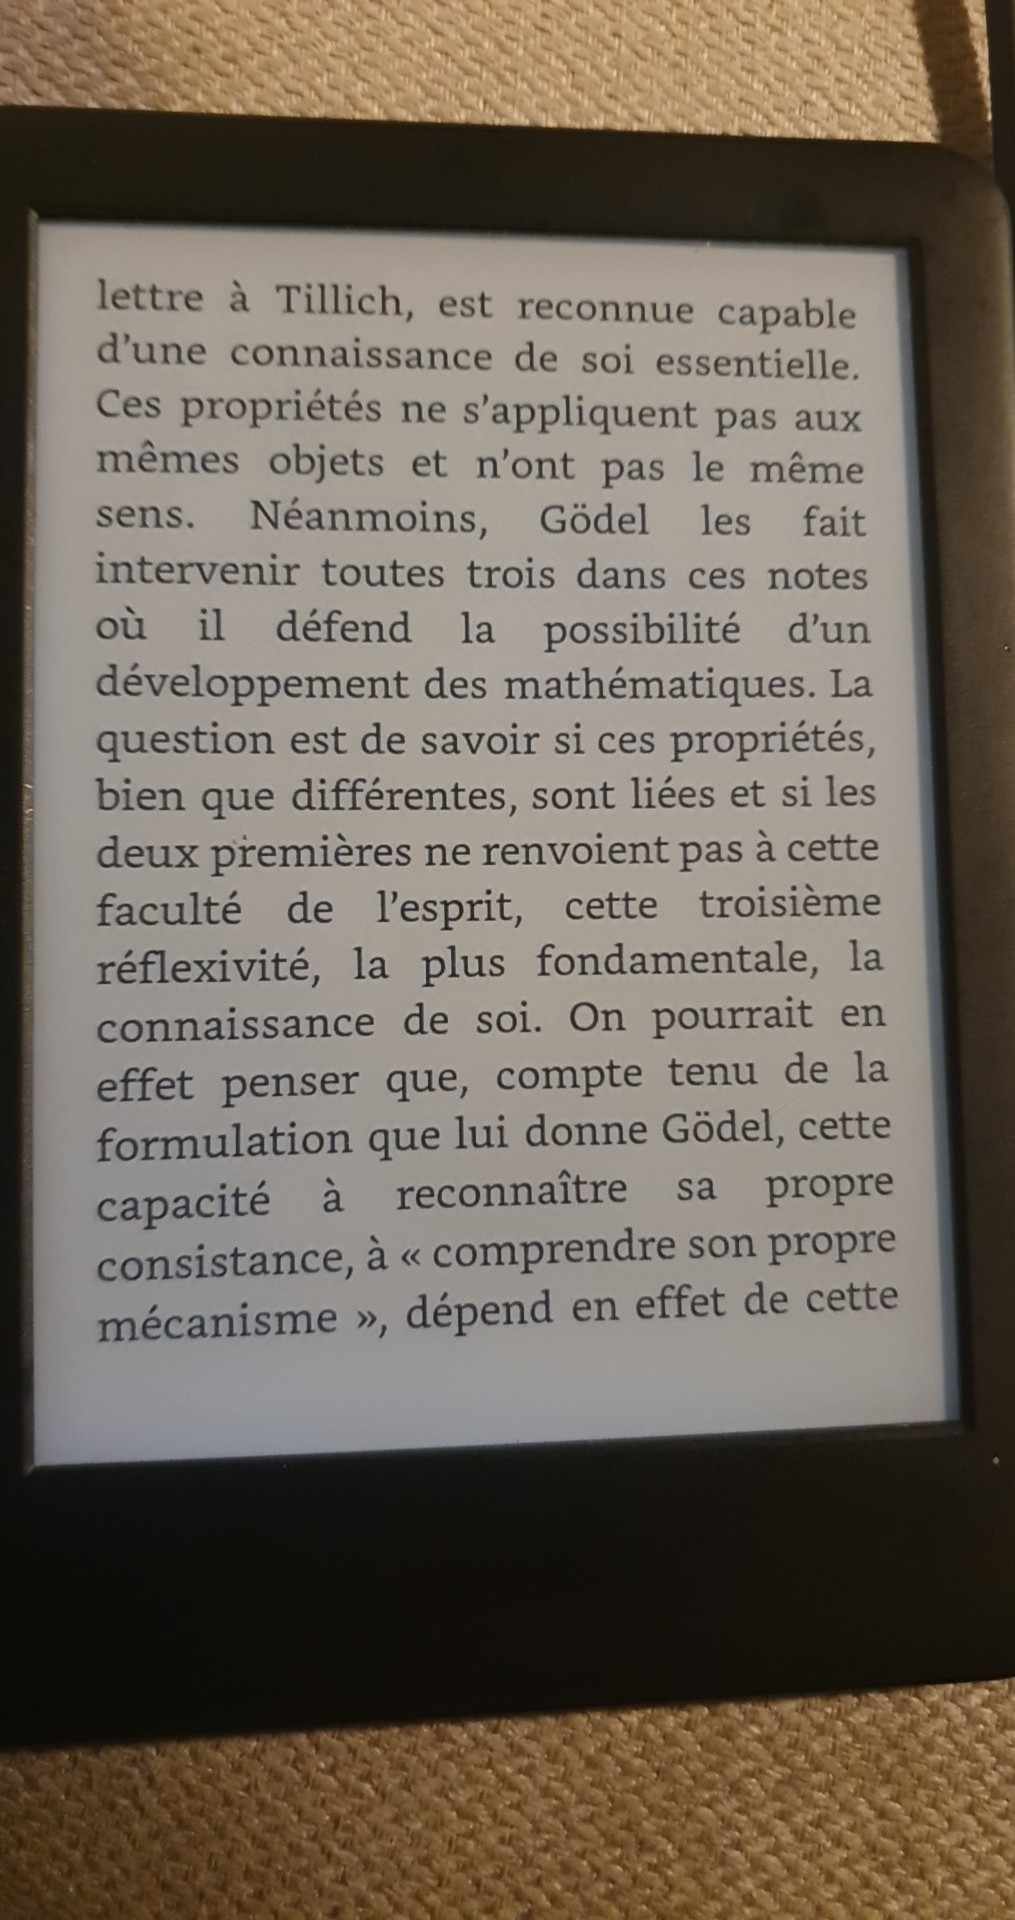 lettre à Tillich, est reconnue capable
d’une connaissance de soi essentielle.
Ces propriétés ne s’appliquent pas aux
mêmes objets et n’ont pas le même
sens. Néanmoins, Gödel les fait
intervenir toutes trois dans ces notes
où il défend la possibilité d’un
développement des mathématiques. La
question est de savoir si ces propriétés,
bien que différentes, sont liées et si les
deux premières ne renvoient pas à cette
faculté de l’esprit, cette troisième
réflexivité, la plus fondamentale, la
connaissance de soi. On pourrait en
effet penser que, compte tenu de la
formulation que lui donne Gödel, cette
capacité à reconnaître sa propre
consistance, à « comprendre son propre
mécanisme », dépend en effet de cette